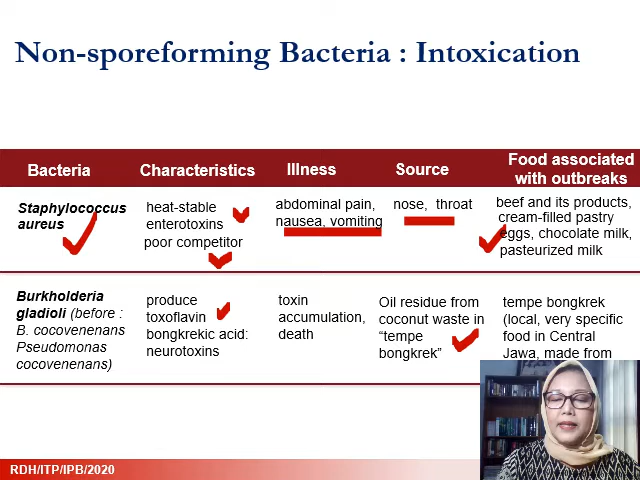 Non-sporeforming Bacteria : Intoxication
Bacteria
Characteristics
Illness
Source
Food associated
with outbreaks
Staphylococcus
aureus
heat-stable
enterotoxins
poor competitor
abdominal pain,
nausea, vomiting
nose, throat
beef and its products,
cream-filled pastry
eggs, chocolate milk,
pasteurized milk
Burkholderia
gladioli (before :
B. cocovenenans
Pseudomonas
cocovenenans)
produce
toxoflavin
bongkrekic acid:
neurotoxins
toxin
accumulation,
death
Oil residue from
coconut waste in
“tempe
bongkrek”
tempe bongkrek
(local, very specific
food in Central
Jawa, made from
RDH/ITP/IPB/2020